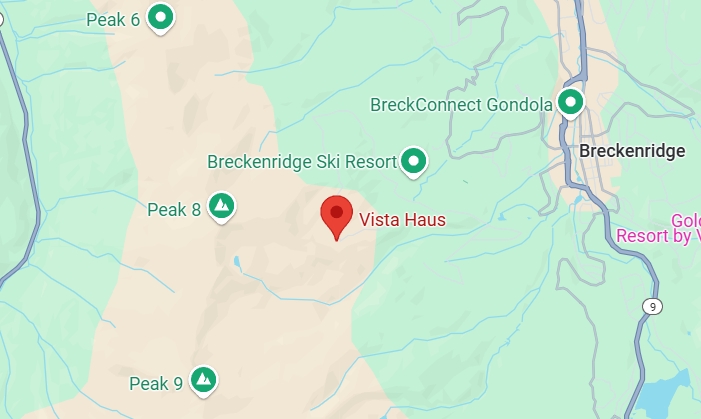 Peak 6
BreckConnect Gondola
Breckenridge
Breckenridge Ski Resort
Peak 8
Vista Haus
Resort by
9
Peak 9